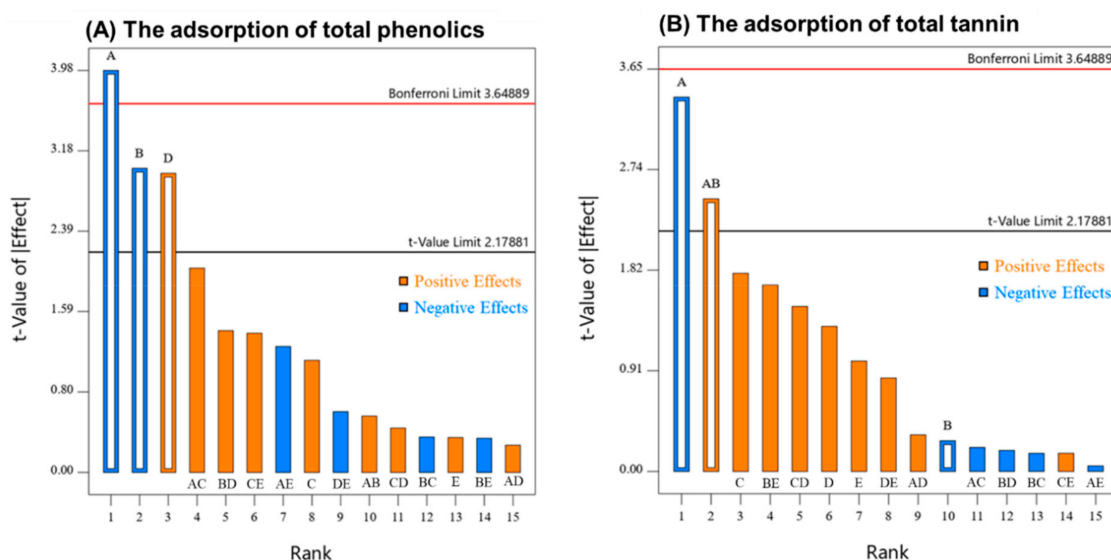 (A) The adsorption of total phenolics
t-Value of |Effect|
3.98
3.18
2.39
1.59
0.80
0.00
A
B
D
Bonferroni Limit 3.64889
t-Value Limit 2.17881
Positive Effects
Negative Effects
AC BD CE AE C DE AB CD BC E BE AD
1 2 3 4 5 6 7 8 9 10 11 12 13 14 15
Rank
(B) The adsorption of total tannin
t-Value of |Effect|
3.65
2.74
1.82
0.91
0.00
Bonferroni Limit 3.64889
A
AB
t-Value Limit 2.17881
Positive Effects
Negative Effects
B
C BE CD D E DE AD AC BD BC CE AE
1 2 3 4 5 6 7 8 9 10 11 12 13 14 15
Rank